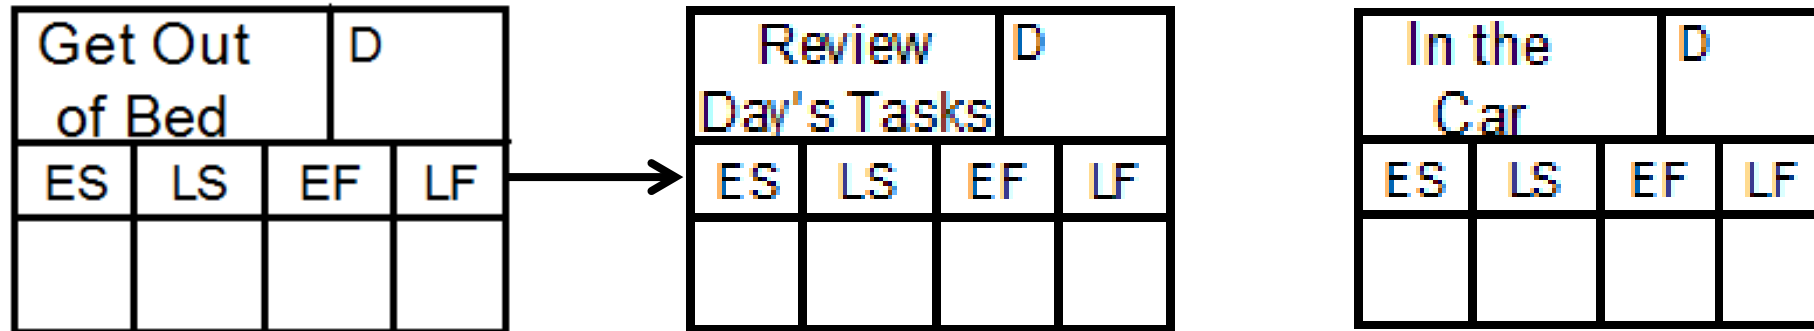 Get Out
of Bed
D
ES LS EF LF
Review
Day's Tasks
D
ES LS EF LF
In the
Car
D
ES LS EF LF